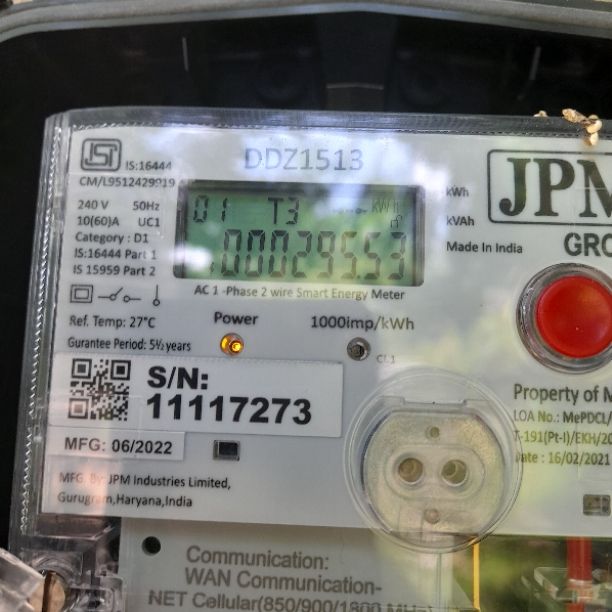 ISI
IS:16444
CM/L9512429919
DDZ1513
240 V 50Hz
10(60)A UC1
Category : D1
IS:16444 Part 1
IS 15959 Part 2
01 T3 kWh
00029553
kWh
kVAh
Made In India
JPM
GRO
AC 1 -Phase 2 wire Smart Energy Meter
Ref. Temp: 27°C
Gurantee Period: 5½ years
Power
1000imp/kWh
S/N:
11117273
MFG: 06/2022
MFG. By: JPM Industries Limited,
Gurugram,Haryana,India
Property of M
LOA No.: MePDCL/
T-191(Pt-I)/EKH/20
Date : 16/02/2021
Communication:
WAN Communication-
NET Cellular(850/900/1800 MHz